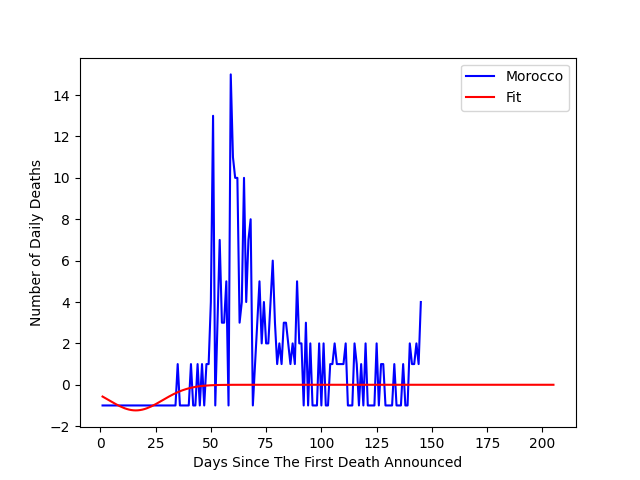 Morocco
Fit
Number of Daily Deaths
14
12
10
8
6
4
2
0
−2
0 25 50 75 100 125 150 175 200
Days Since The First Death Announced